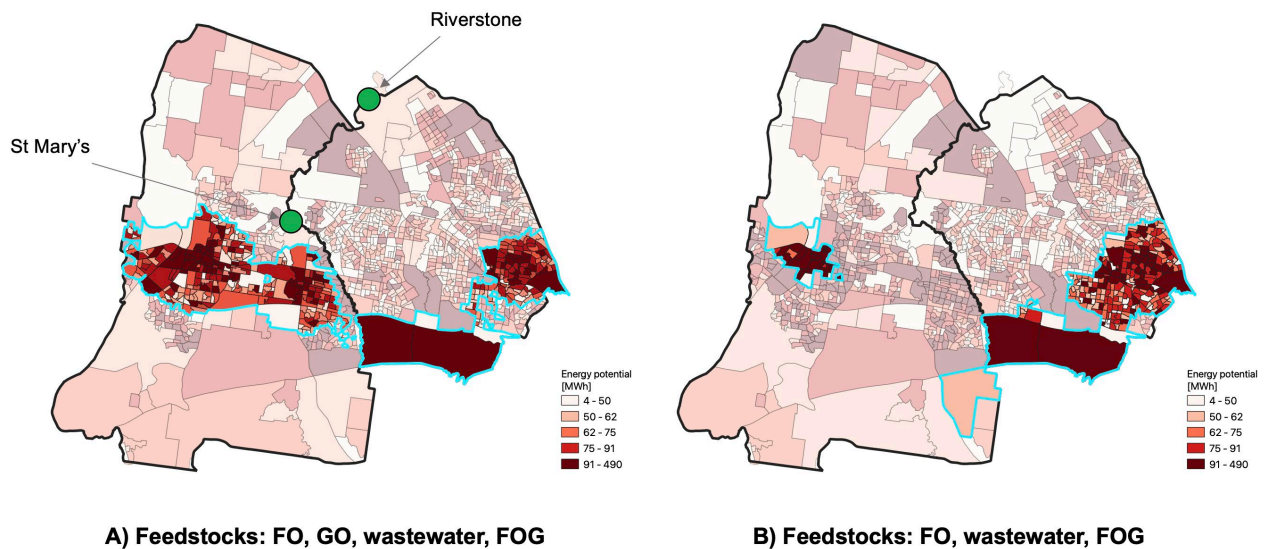 Riverstone
St Mary's
Energy potential
[MWh]
4 - 50
50 - 62
62 - 75
75 - 91
91 - 490
Energy potential
[MWh]
4 - 50
50 - 62
62 - 75
75 - 91
91 - 490
A) Feedstocks: FO, GO, wastewater, FOG
B) Feedstocks: FO, wastewater, FOG